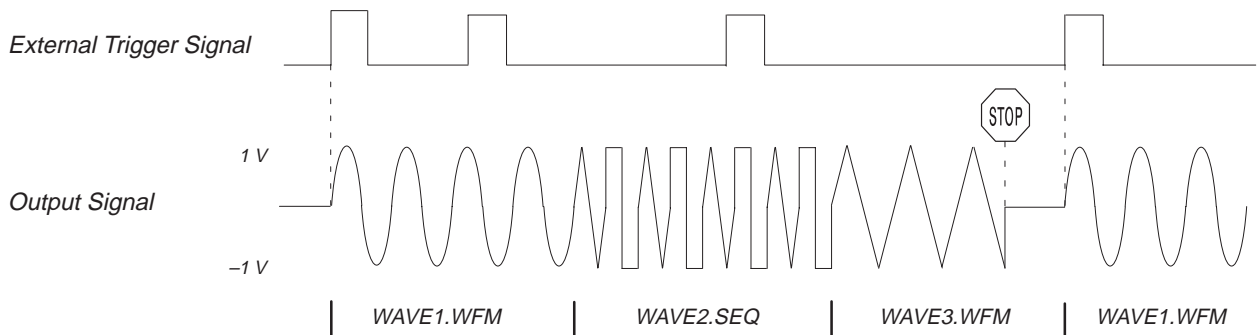 External Trigger Signal
STOP
1 V
Output Signal
–1 V
WAVE1.WFM WAVE2.SEQ WAVE3.WFM WAVE1.WFM